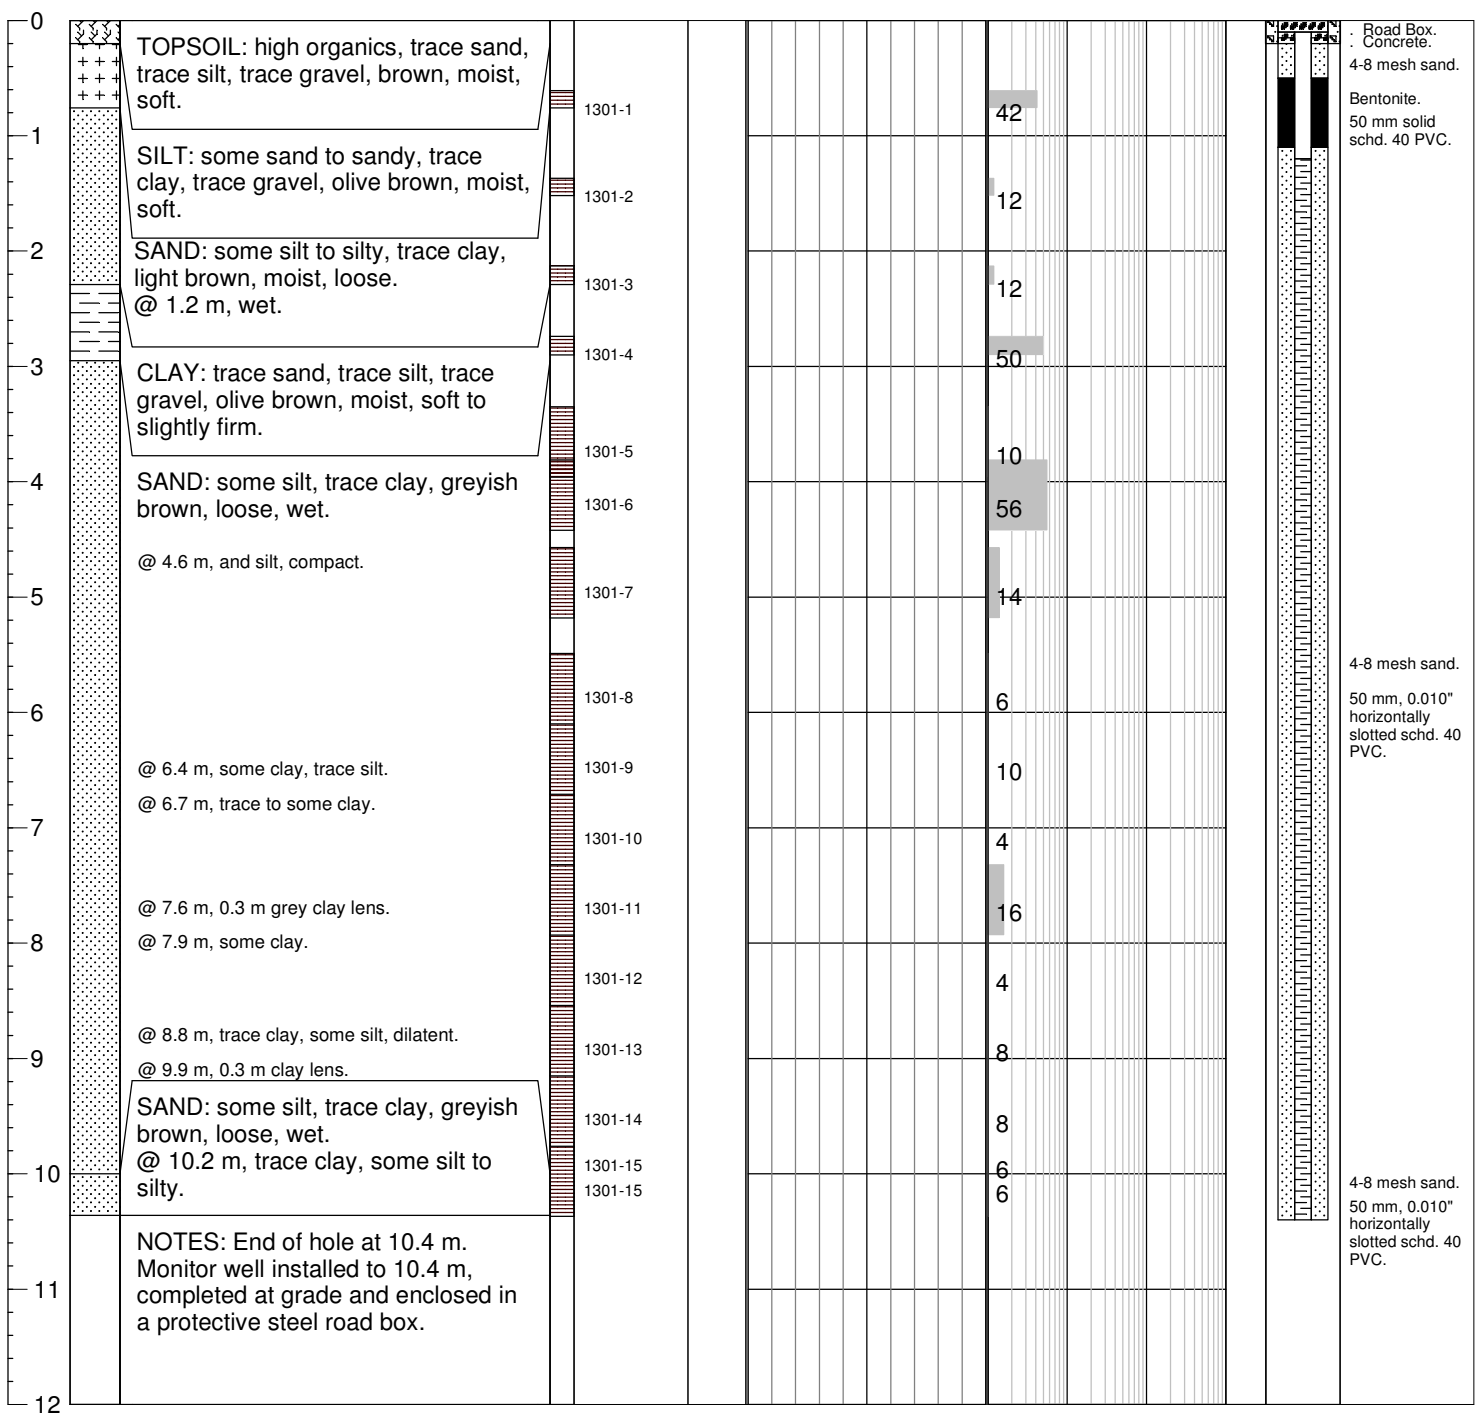 0
TOPSOIL: high organics, trace sand,
trace silt, trace gravel, brown, moist,
soft.
SILT: some sand to sandy, trace
clay, trace gravel, olive brown, moist,
soft.
SAND: some silt to silty, trace clay,
light brown, moist, loose.
@ 1.2 m, wet.
CLAY: trace sand, trace silt, trace
gravel, olive brown, moist, soft to
slightly firm.
SAND: some silt, trace clay, greyish
brown, loose, wet.
@ 4.6 m, and silt, compact.
@ 6.4 m, some clay, trace silt.
@ 6.7 m, trace to some clay.
@ 7.6 m, 0.3 m grey clay lens.
@ 7.9 m, some clay.
@ 8.8 m, trace clay, some silt, dilatent.
@ 9.9 m, 0.3 m clay lens.
SAND: some silt, trace clay, greyish
brown, loose, wet.
@ 10.2 m, trace clay, some silt to
silty.
NOTES: End of hole at 10.4 m.
Monitor well installed to 10.4 m,
completed at grade and enclosed in
a protective steel road box.
1
2
3
4
5
6
7
8
9
10
11
12
1301-1
1301-2
1301-3
1301-4
1301-5
1301-6
1301-7
1301-8
1301-9
1301-10
1301-11
1301-12
1301-13
1301-14
1301-15
1301-15
42
12
12
50
10
56
14
6
10
4
16
4
8
8
6
6
. Road Box.
. Concrete.
4-8 mesh sand.
Bentonite.
50 mm solid
schd. 40 PVC.
4-8 mesh sand.
50 mm, 0.010"
horizontally
slotted schd. 40
PVC.
4-8 mesh sand.
50 mm, 0.010"
horizontally
slotted schd. 40
PVC.